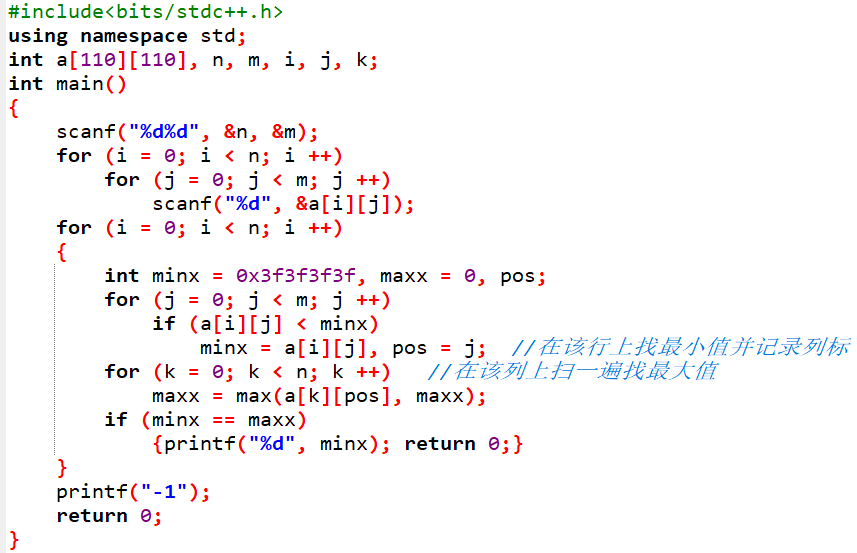 #include<bits/stdc++.h>
using namespace std;
int a[110][110], n, m, i, j, k;
int main()
{
    scanf("%d%d", &n, &m);
    for (i = 0; i < n; i ++)
        for (j = 0; j < m; j ++)
            scanf("%d", &a[i][j]);
    for (i = 0; i < n; i ++)
    {
        int minx = 0x3f3f3f3f, maxx = 0, pos;
        for (j = 0; j < m; j ++)
            if (a[i][j] < minx)
                minx = a[i][j], pos = j;  //在该行上找最小值并记录列标
        for (k = 0; k < n; k ++)   //在该列上扫一遍找最大值
            maxx = max(a[k][pos], maxx);
        if (minx == maxx)
            {printf("%d", minx); return 0;}
    }
    printf("-1");
    return 0;
}